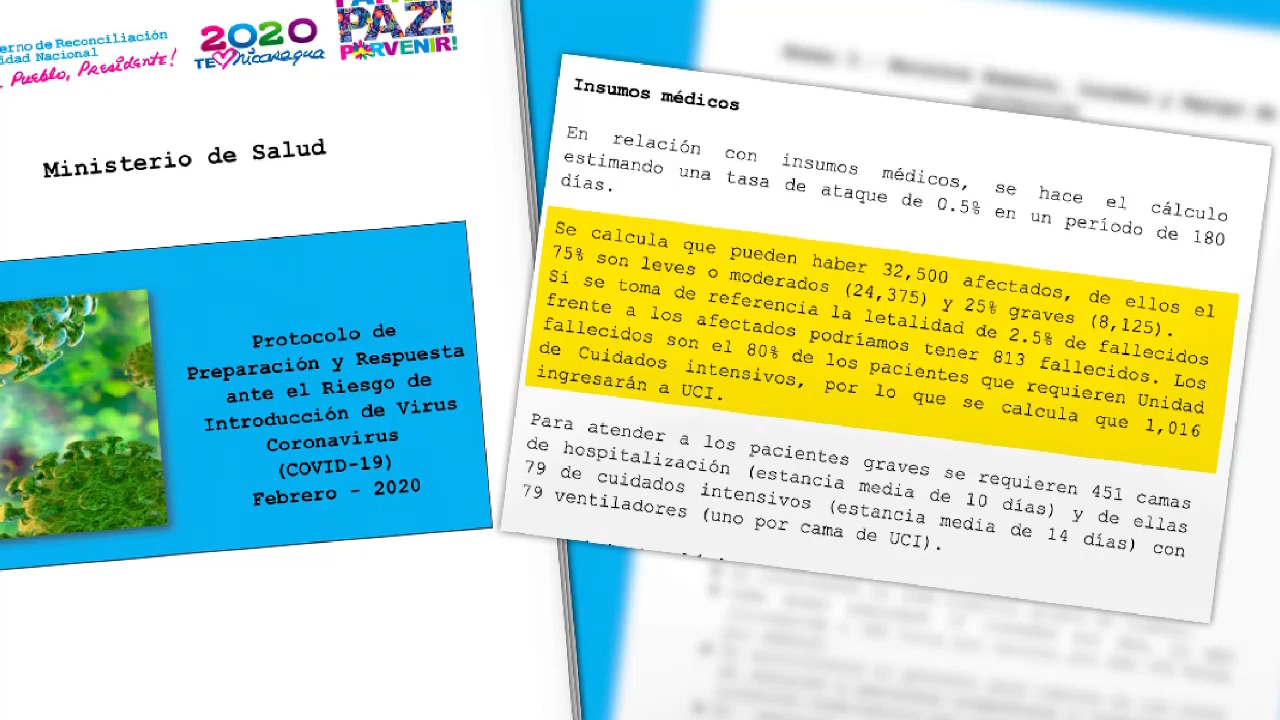 erno de Reconciliación
idad Nacional
Pueblo, Presidente!
2020
TE Nicaragua
PAZ!
PORVENIR!
Ministerio de Salud
Protocolo de
Preparación y Respuesta
ante el Riesgo de
Introducción de Virus
Coronavirus
(COVID-19)
Febrero - 2020
Insumos médicos
En relación con insumos médicos, se hace el cálculo
estimando una tasa de ataque de 0.5% en un período de 180
días.
Se calcula que pueden haber 32,500 afectados, de ellos el
75% son leves o moderados (24,375) y 25% graves (8,125).
Si se toma de referencia la letalidad de 2.5% de fallecidos
frente a los afectados podríamos tener 813 fallecidos. Los
fallecidos son el 80% de los pacientes que requieren Unidad
de Cuidados intensivos, por lo que se calcula que 1,016
ingresarán a UCI.
Para atender a los pacientes graves se requieren 451 camas
de hospitalización (estancia media de 10 días) y de ellas
79 de cuidados intensivos (estancia media de 14 días) con
79 ventiladores (uno por cama de UCI).